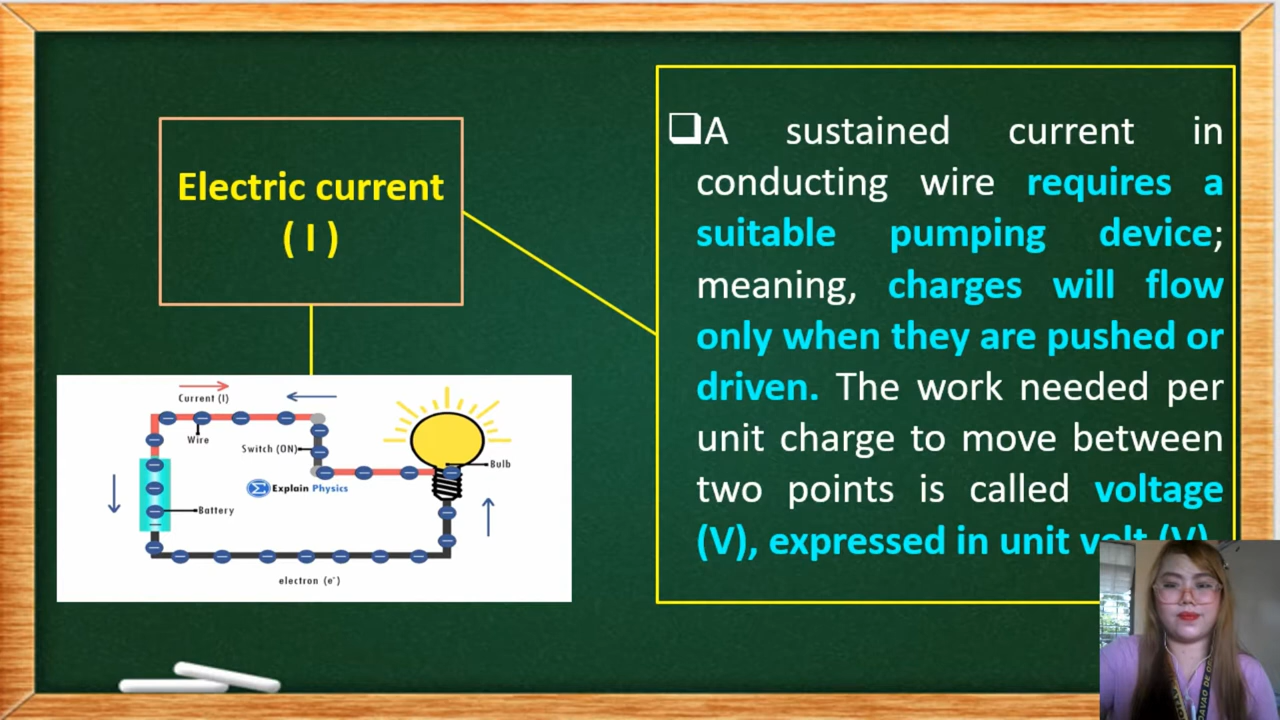 Electric current
( I )
❑A sustained current in
conducting wire requires a
suitable pumping device;
meaning, charges will flow
only when they are pushed or
driven. The work needed per
unit charge to move between
two points is called voltage
(V), expressed in unit volt (V).
Current (I)
Wire
Switch (ON)
Bulb
Explain Physics
Battery
electron (e⁻)